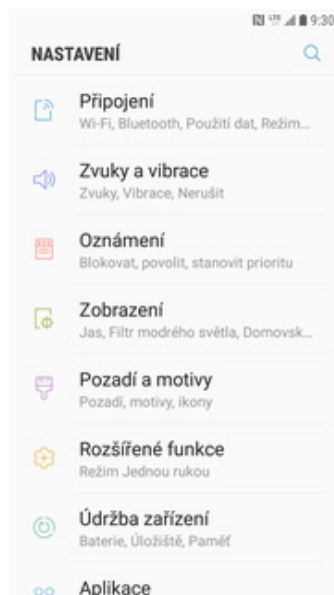 LTE 9:30
NASTAVENÍ
Připojení
Wi-Fi, Bluetooth, Použití dat, Režim...
Zvuky a vibrace
Zvuky, Vibrace, Nerušit
Oznámení
Blokovat, povolit, stanovit prioritu
Zobrazení
Jas, Filtr modrého světla, Domovsk...
Pozadí a motivy
Pozadí, motivy, ikony
Rozšířené funkce
Režim Jednou rukou
Údržba zařízení
Baterie, Úložiště, Paměť
Aplikace